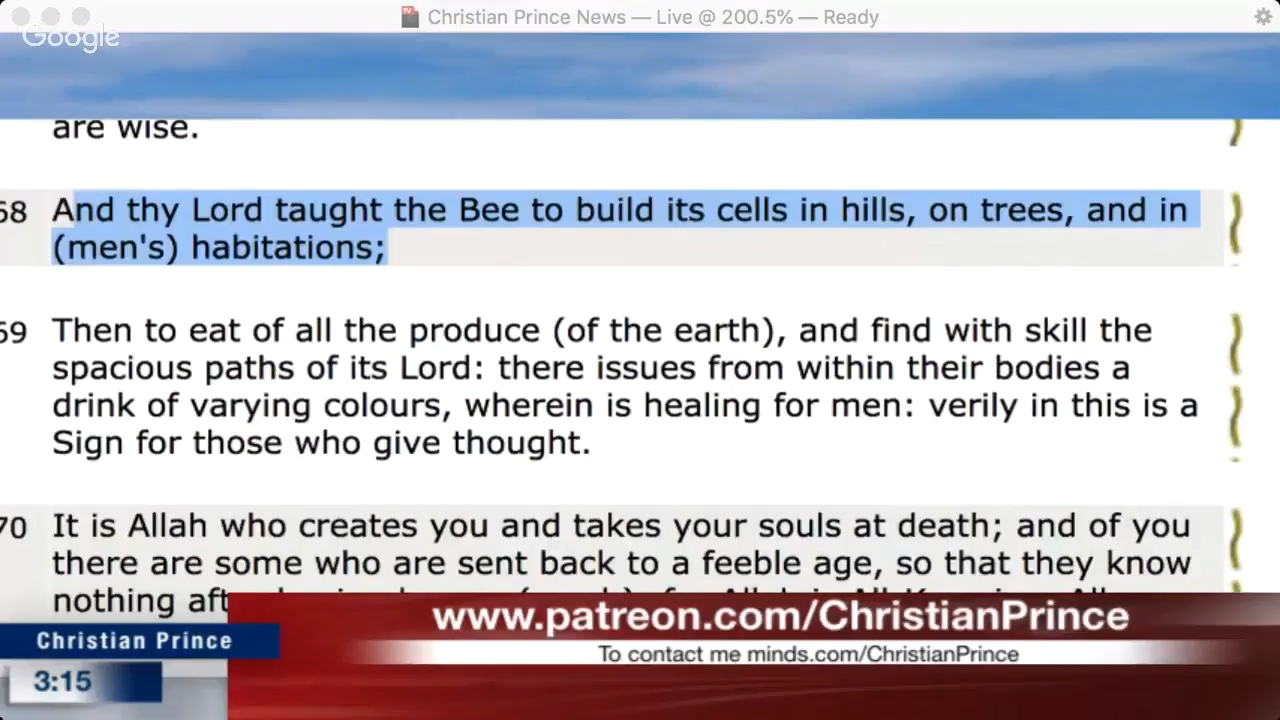 Christian Prince News — Live @ 200.5% — Ready
Google
are wise.
68 And thy Lord taught the Bee to build its cells in hills, on trees, and in
(men's) habitations;
69 Then to eat of all the produce (of the earth), and find with skill the
spacious paths of its Lord: there issues from within their bodies a
drink of varying colours, wherein is healing for men: verily in this is a
Sign for those who give thought.
70 It is Allah who creates you and takes your souls at death; and of you
there are some who are sent back to a feeble age, so that they know
nothing
www.patreon.com/ChristianPrince
Christian Prince
To contact me minds.com/ChristianPrince
3:15